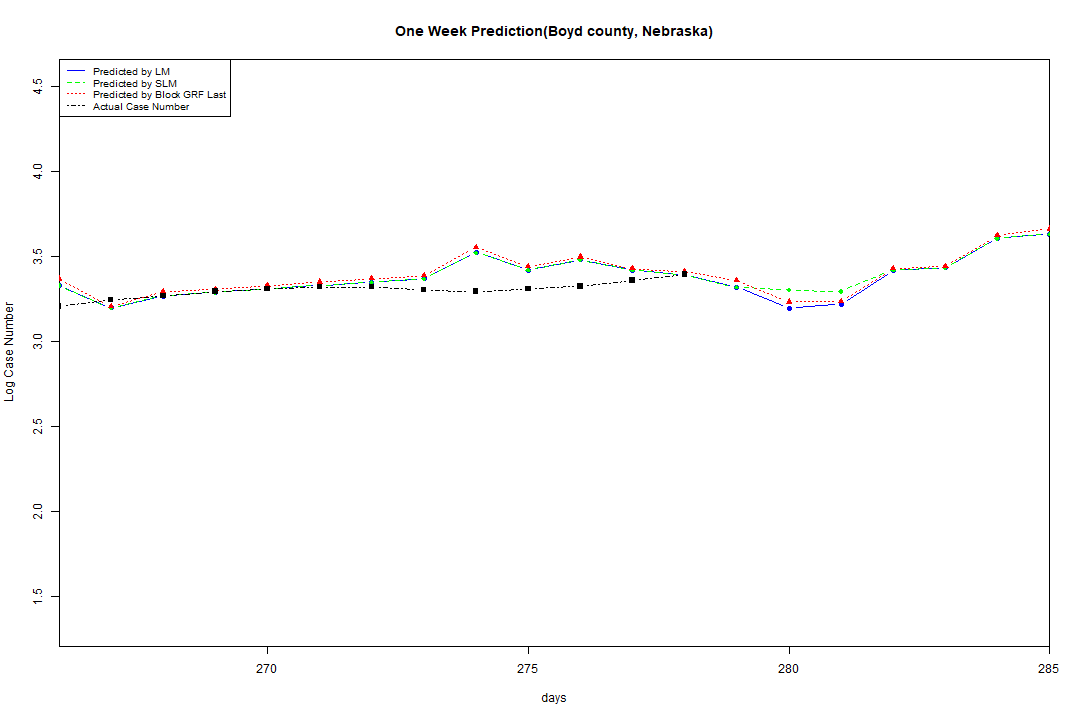 One Week Prediction(Boyd county, Nebraska)
Predicted by LM
Predicted by SLM
Predicted by Block GRF Last
Actual Case Number
4.5
4.0
3.5
3.0
2.5
2.0
1.5
Log Case Number
270
275
280
285
days